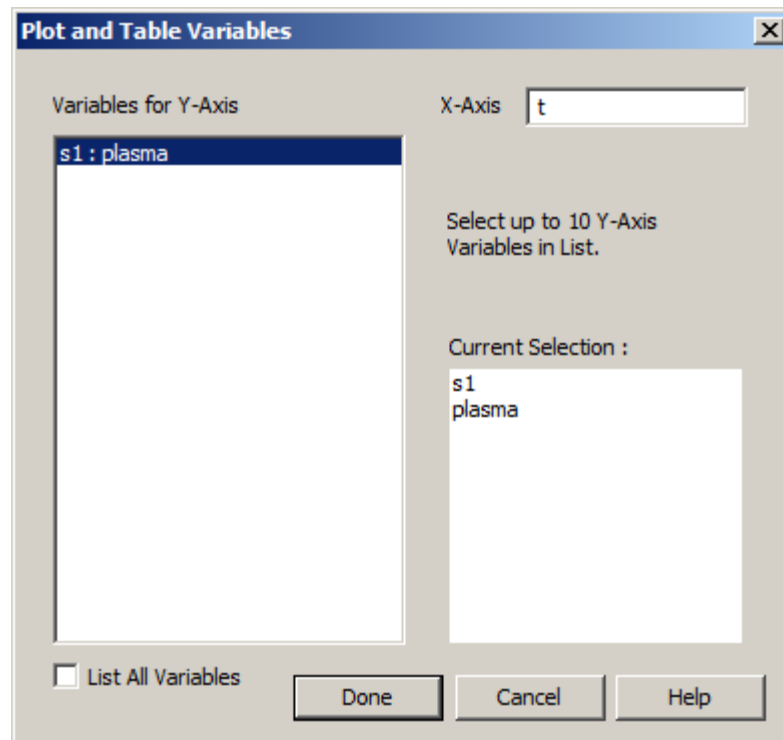 Plot and Table Variables
Variables for Y-Axis
X-Axis
t
s1 : plasma
Select up to 10 Y-Axis
Variables in List.
Current Selection :
s1
plasma
List All Variables
Done
Cancel
Help